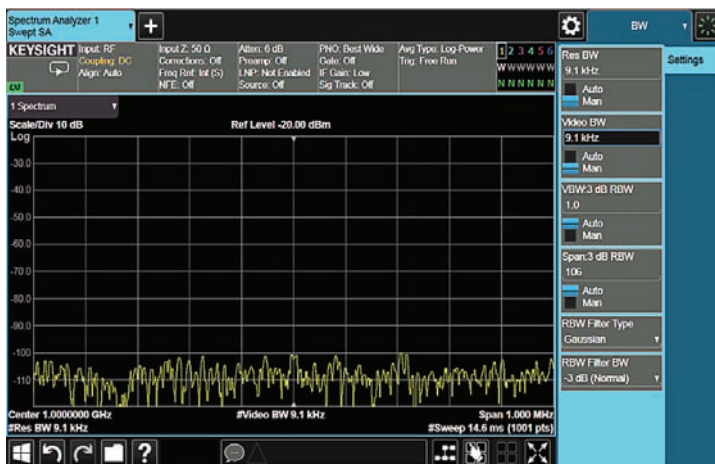 Spectrum Analyzer 1
Swept SA
+
BW
KEYSIGHT
Input: RF
Coupling: DC
Align: Auto
Input Z: 50 Ω
Corrections: Off
Freq Ref: Int (S)
NFE: Off
Atten: 6 dB
Preamp: Off
LNP: Not Enabled
Source: Off
PNO: Best Wide
Gate: Off
IF Gain: Low
Sig Track: Off
Avg Type: Log-Power
Trig: Free Run
1 2 3 4 5 6
W W W W W W
N N N N N N
1 Spectrum
Scale/Div 10 dB
Ref Level -20.00 dBm
Log
-30.0
-40.0
-50.0
-60.0
-70.0
-80.0
-90.0
-100
-110
Center 1.0000000 GHz
#Video BW 9.1 kHz
Span 1.000 MHz
#Res BW 9.1 kHz
#Sweep 14.6 ms (1001 pts)
?
Res BW
9.1 kHz
Auto
Man
Video BW
9.1 kHz
Auto
Man
VBW:3 dB RBW
1.0
Auto
Man
Span:3 dB RBW
106
Auto
Man
RBW Filter Type
Gaussian
RBW Filter BW
-3 dB (Normal)
Settings